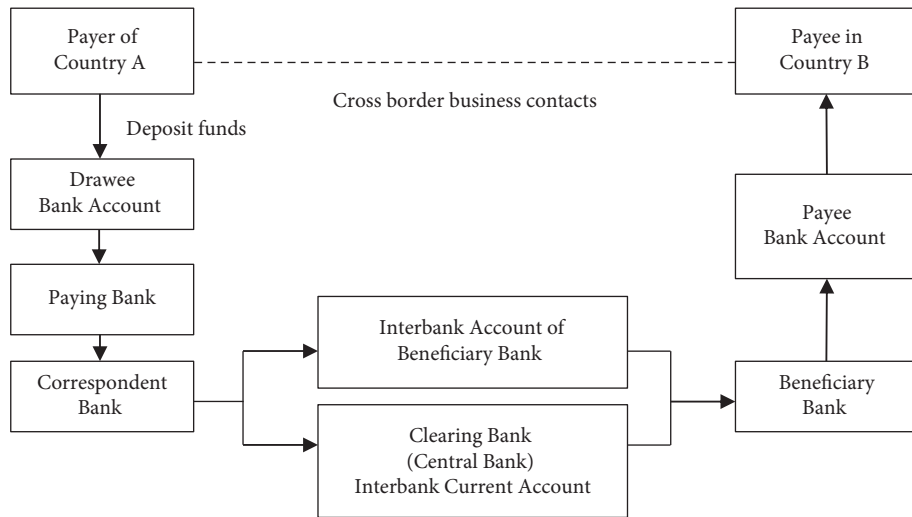 Payer of
Country A
Payee in
Country B
Cross border business contacts
Deposit funds
Drawee
Bank Account
Payee
Bank Account
Paying Bank
Interbank Account of
Beneficiary Bank
Correspondent
Bank
Beneficiary
Bank
Clearing Bank
(Central Bank)
Interbank Current Account